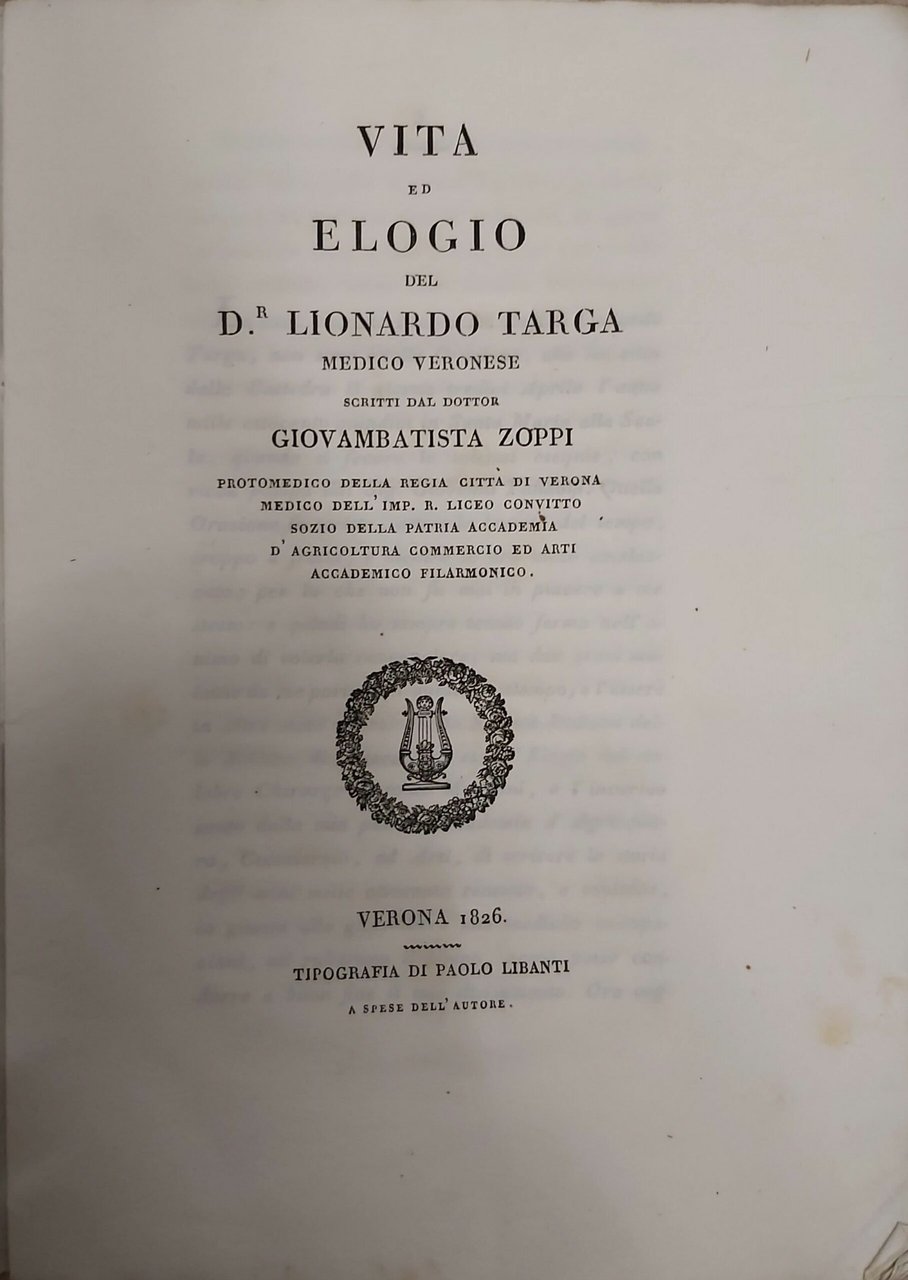 VITA
ED
ELOGIO
DEL
D.R LIONARDO TARGA
MEDICO VERONESE
SCRITTI DAL DOTTOR
GIOVAMBATISTA ZOPPI
PROTOMEDICO DELLA REGIA CITTÀ DI VERONA
MEDICO DELL' IMP. R. LICEO CONVITTO
SOZIO DELLA PATRIA ACCADEMIA
D' AGRICOLTURA COMMERCIO ED ARTI
ACCADEMICO FILARMONICO.
VERONA 1826.
TIPOGRAFIA DI PAOLO LIBANTI
A SPESE DELL' AUTORE.